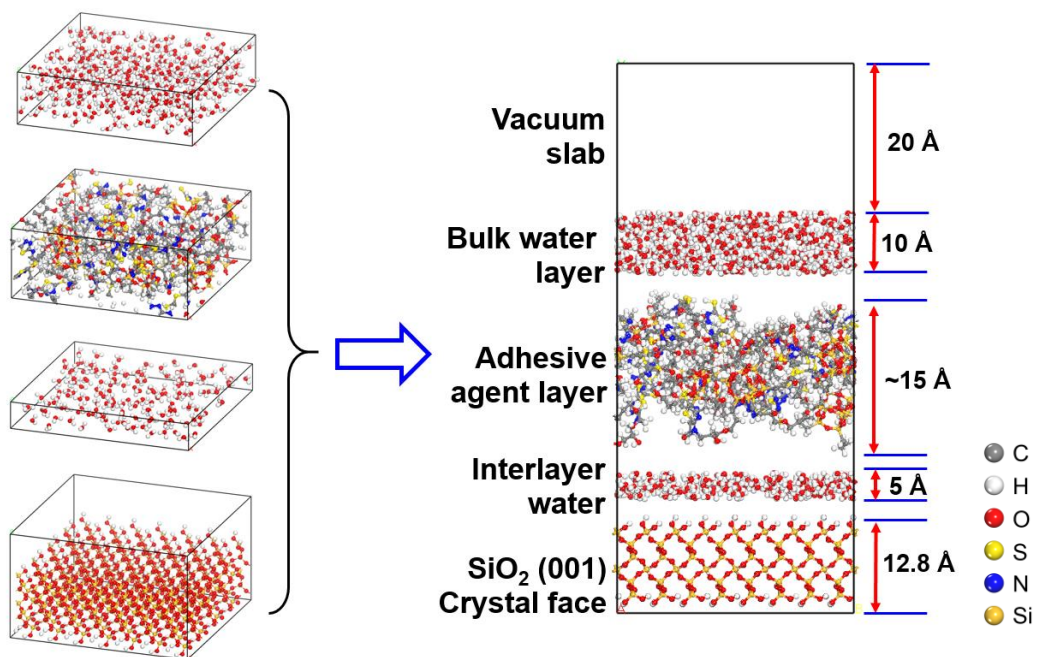 Vacuum
slab
20 Å
Bulk water
layer
10 Å
Adhesive
agent layer
~15 Å
Interlayer
water
5 Å
SiO₂ (001)
Crystal face
12.8 Å
C
H
O
S
N
Si